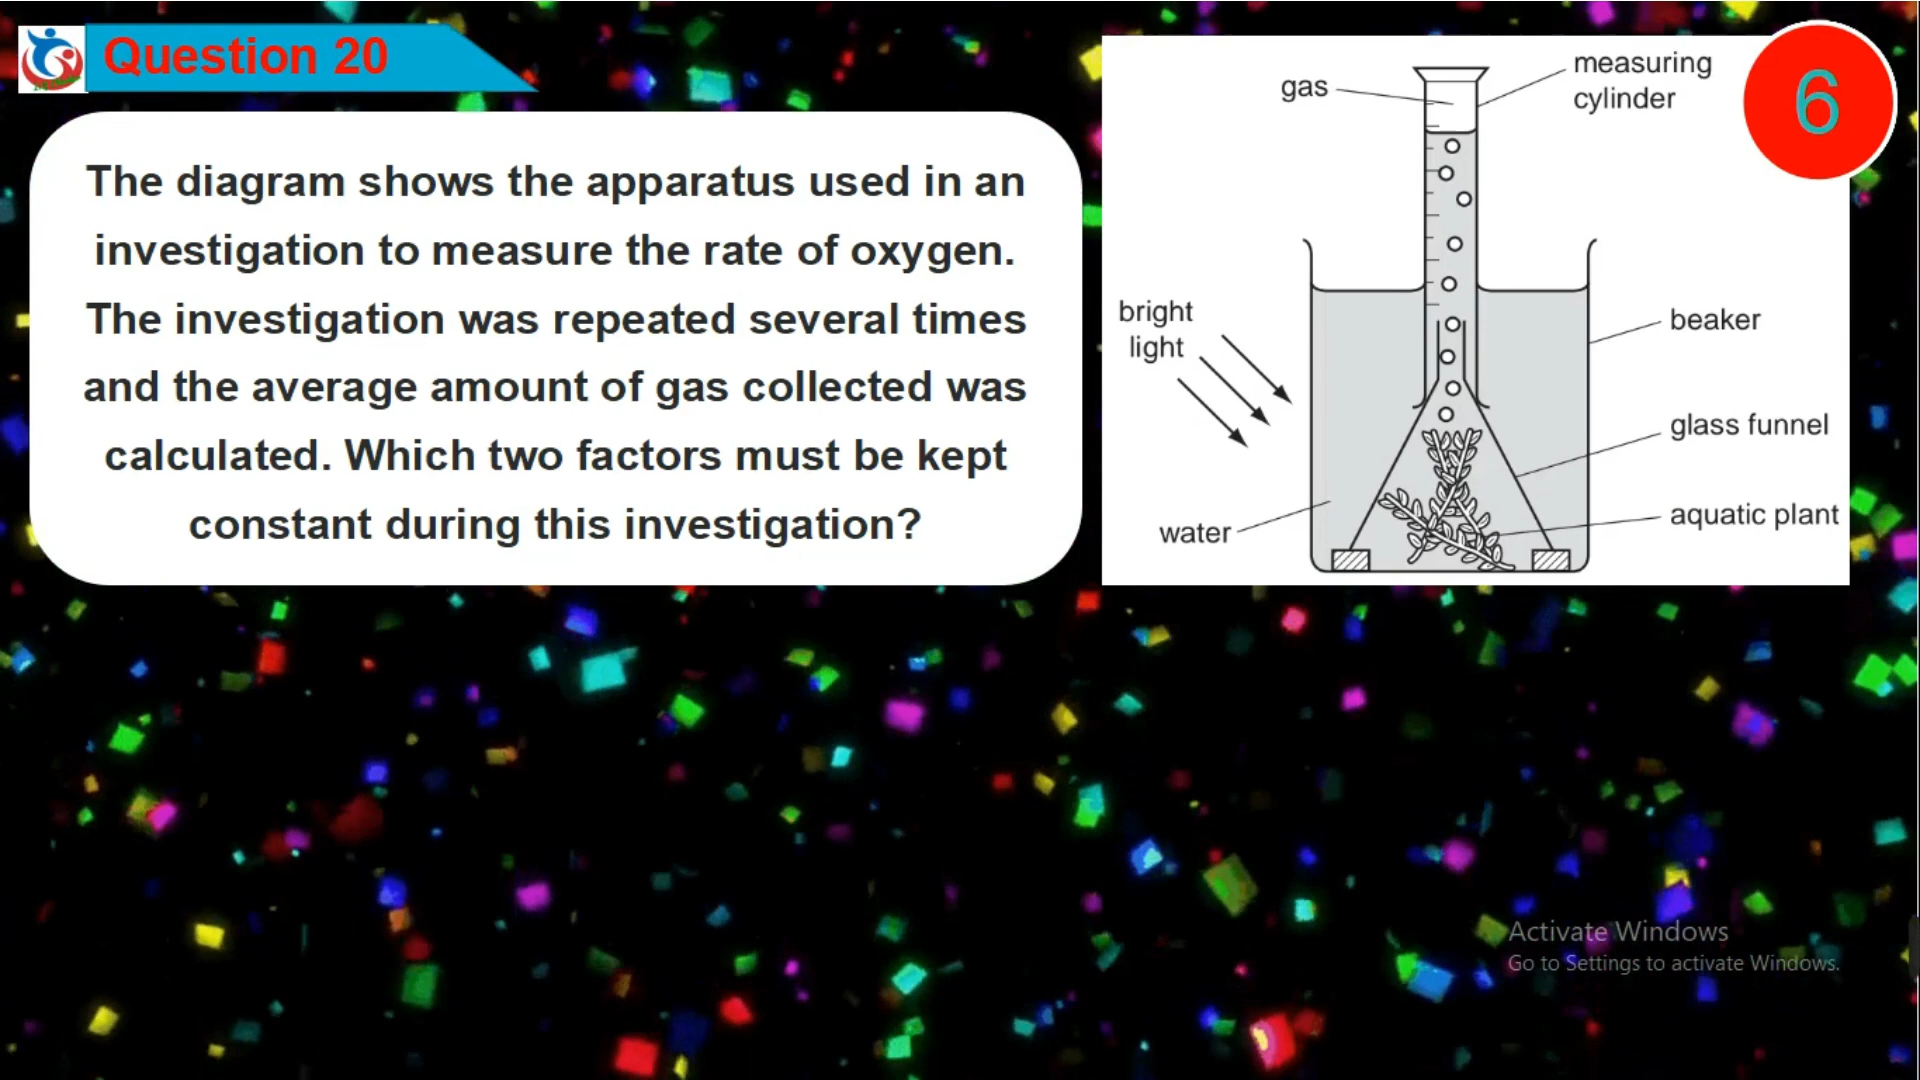 Question 20
The diagram shows the apparatus used in an
investigation to measure the rate of oxygen.
The investigation was repeated several times
and the average amount of gas collected was
calculated. Which two factors must be kept
constant during this investigation?
gas
measuring
cylinder
6
bright
light
beaker
glass funnel
aquatic plant
water
Activate Windows
Go to Settings to activate Windows.